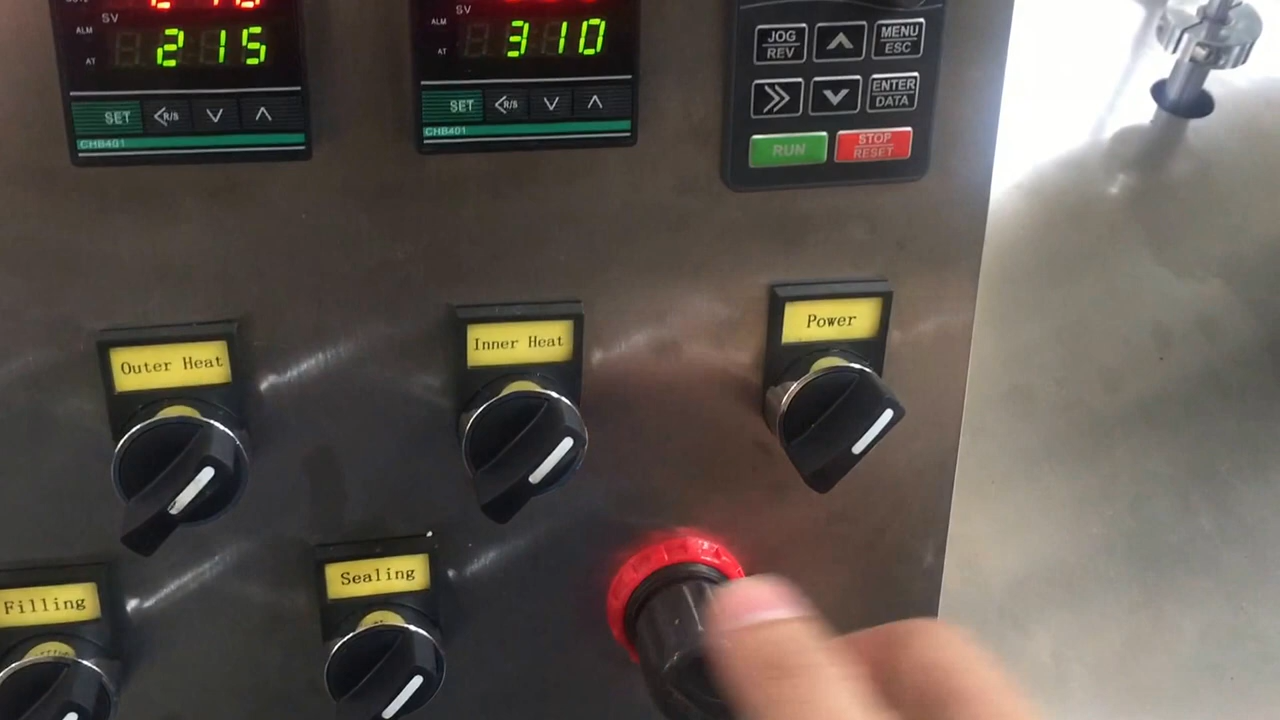 SV
ALM
AT
215
SET
<R/S
CHB401
SV
ALM
AT
310
SET
<R/S
CHB401
JOG
REV
MENU
ESC
ENTER
DATA
RUN
STOP
RESET
Outer Heat
Inner Heat
Power
Filling
Sealing